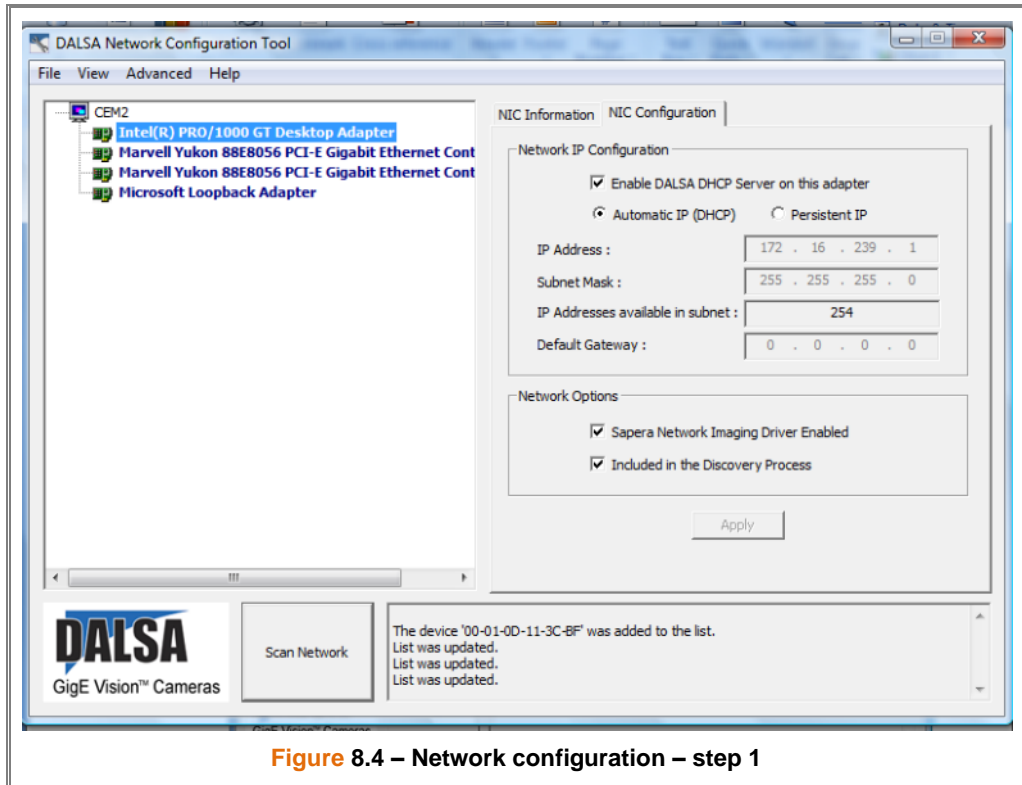 DALSA Network Configuration Tool
File View Advanced Help
CEM2
Intel(R) PRO/1000 GT Desktop Adapter
Marvell Yukon 88E8056 PCI-E Gigabit Ethernet Cont
Marvell Yukon 88E8056 PCI-E Gigabit Ethernet Cont
Microsoft Loopback Adapter
NIC Information NIC Configuration
Network IP Configuration
Enable DALSA DHCP Server on this adapter
Automatic IP (DHCP) Persistent IP
IP Address : 172 . 16 . 239 . 1
Subnet Mask : 255 . 255 . 255 . 0
IP Addresses available in subnet : 254
Default Gateway : 0 . 0 . 0 . 0
Network Options
Sapera Network Imaging Driver Enabled
Included in the Discovery Process
Apply
DALSA
GigE Vision™ Cameras
Scan Network
The device '00-01-0D-11-3C-BF' was added to the list.
List was updated.
List was updated.
List was updated.
GigE Vision™ Cameras
Figure 8.4 – Network configuration – step 1